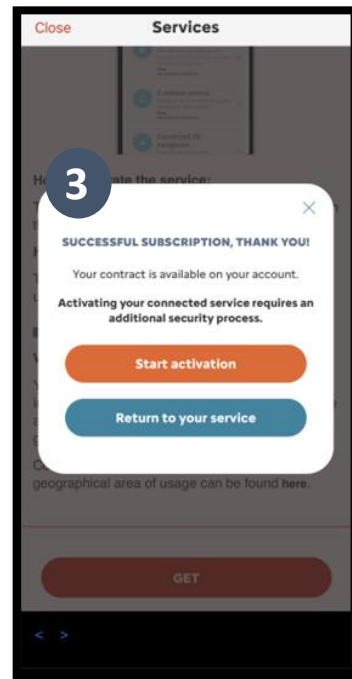 Close Services
3
SUCCESSFUL SUBSCRIPTION, THANK YOU!
Your contract is available on your account.
Activating your connected service requires an
additional security process.
Start activation
Return to your service
geographical area of usage can be found here.
GET
< >